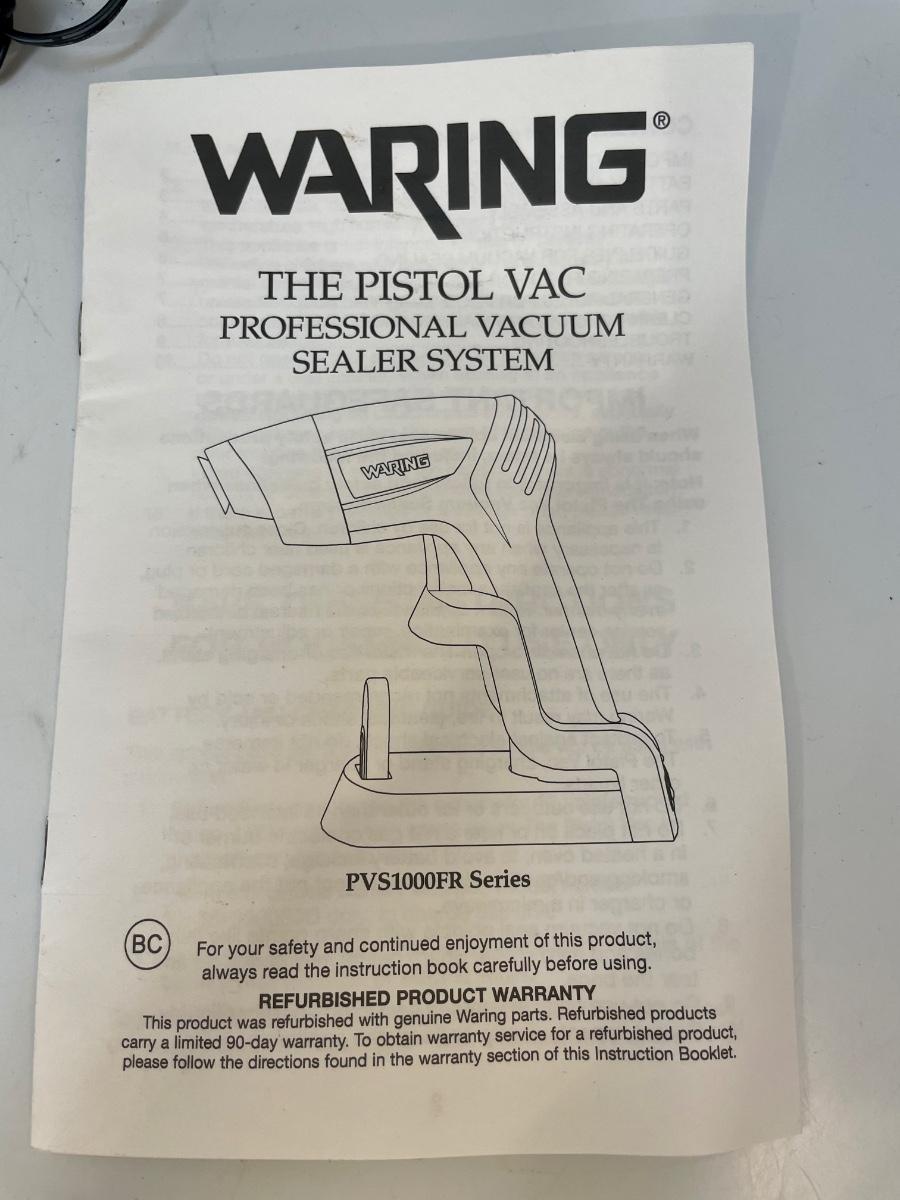 WARING®
THE PISTOL VAC
PROFESSIONAL VACUUM
SEALER SYSTEM
WARING
PVS1000FR Series
BC
For your safety and continued enjoyment of this product,
always read the instruction book carefully before using.
REFURBISHED PRODUCT WARRANTY
This product was refurbished with genuine Waring parts. Refurbished products
carry a limited 90-day warranty. To obtain warranty service for a refurbished product,
please follow the directions found in the warranty section of this Instruction Booklet.